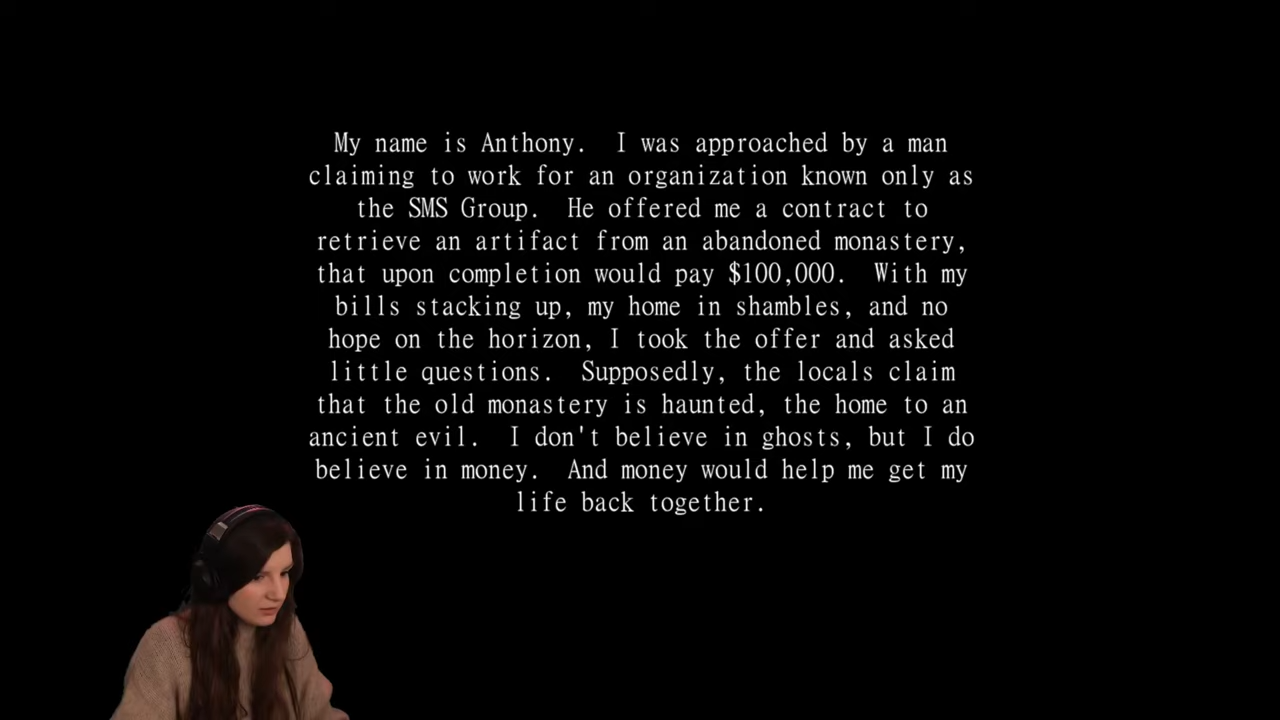 My name is Anthony.  I was approached by a man
claiming to work for an organization known only as
the SMS Group.  He offered me a contract to
retrieve an artifact from an abandoned monastery,
that upon completion would pay $100,000.  With my
bills stacking up, my home in shambles, and no
hope on the horizon, I took the offer and asked
little questions.  Supposedly, the locals claim
that the old monastery is haunted, the home to an
ancient evil.  I don't believe in ghosts, but I do
believe in money.  And money would help me get my
life back together.